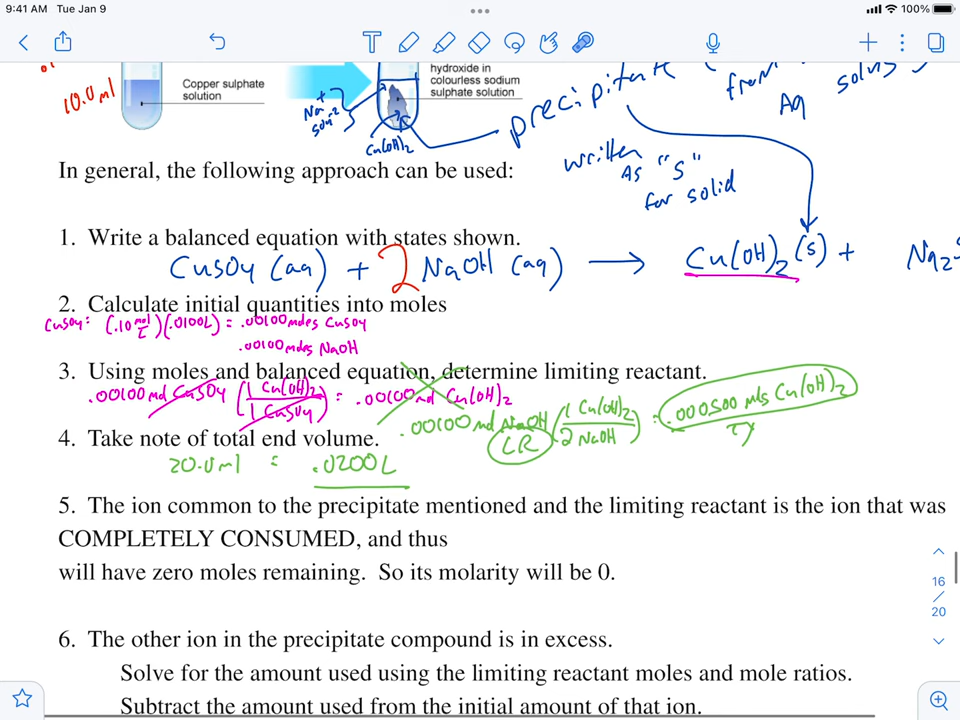 9:41 AM Tue Jan 9
100%
10.0 ml
Copper sulphate
solution
hydroxide in
colourless sodium
sulphate solution
Na+
Cu(OH)2
precipitate
from
Aq
written
AS "S"
for solid
In general, the following approach can be used:
1. Write a balanced equation with states shown.
CuSO4 (aq) + 2 NaOH (aq) → Cu(OH)2 (s) +
2. Calculate initial quantities into moles
CuSO4: (.10 mol/L)(.0100L) = .00100 moles CuSO4
.00100 moles NaOH
3. Using moles and balanced equation, determine limiting reactant.
.00100 mol CuSO4 (1 Cu(OH)2 / 1 CuSO4) = .00100 mol Cu(OH)2
.00100 mol NaOH (1 Cu(OH)2 / 2 NaOH) = .000500 mols Cu(OH)2
LR
TY
4. Take note of total end volume.
20.0 ml = .0200L
5. The ion common to the precipitate mentioned and the limiting reactant is the ion that was
COMPLETELY CONSUMED, and thus
will have zero moles remaining. So its molarity will be 0.
6. The other ion in the precipitate compound is in excess.
Solve for the amount used using the limiting reactant moles and mole ratios.
Subtract the amount used from the initial amount of that ion.
16
/
20